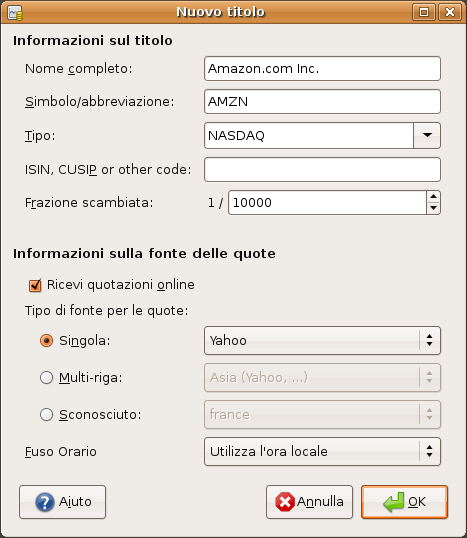 Nuovo titolo
Informazioni sul titolo
Nome completo: Amazon.com Inc.
Simbolo/abbreviazione: AMZN
Tipo: NASDAQ
ISIN, CUSIP or other code:
Frazione scambiata: 1 / 10000
Informazioni sulla fonte delle quote
Ricevi quotazioni online
Tipo di fonte per le quote:
Singola: Yahoo
Multi-riga: Asia (Yahoo, ...)
Sconosciuto: france
Fuso Orario Utilizza l'ora locale
Aiuto Annulla OK